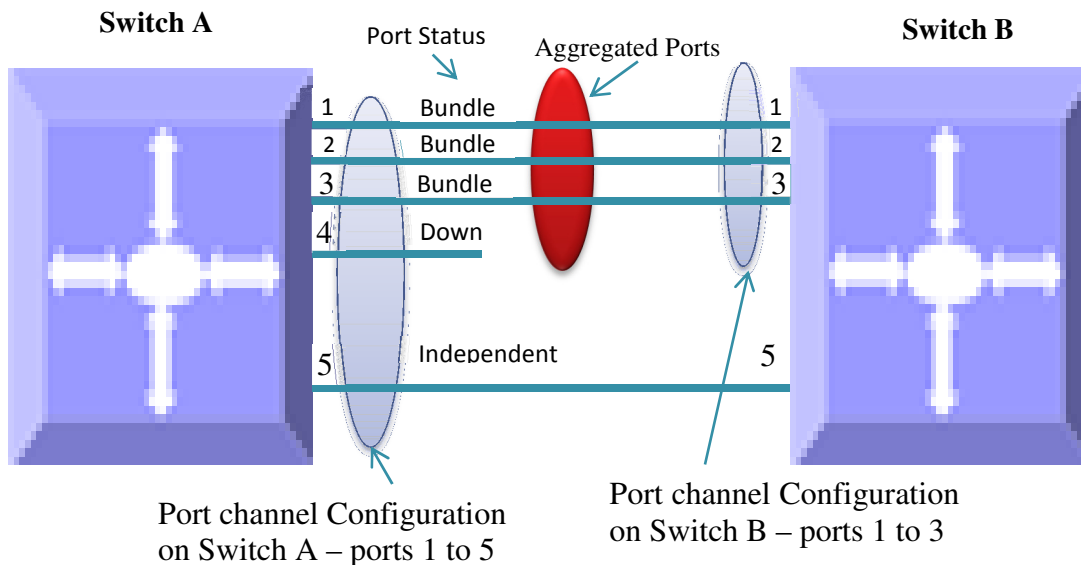 Switch A
Port Status
Aggregated Ports
Switch B
1 Bundle 1
2 Bundle 2
3 Bundle 3
4 Down
5 Independent 5
Port channel Configuration
on Switch A – ports 1 to 5
Port channel Configuration
on Switch B – ports 1 to 3